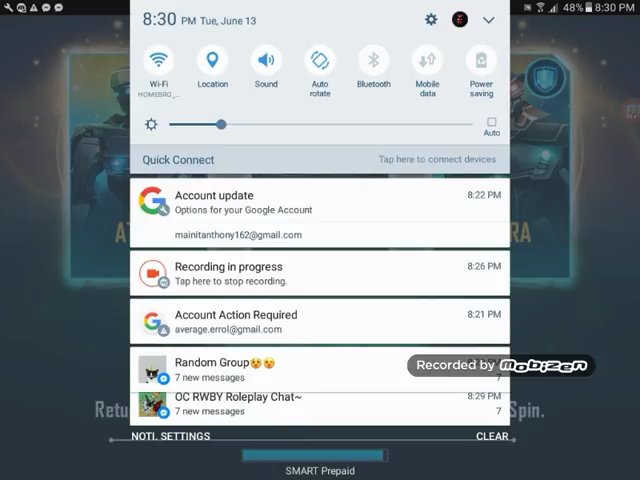 48% 8:30 PM
8:30 PM Tue, June 13
Wi-Fi Location Sound Auto rotate Bluetooth Mobile data Power saving
HOMEBRO_...
Auto
Quick Connect Tap here to connect devices
Account update 8:22 PM
Options for your Google Account
mainitanthony162@gmail.com
Recording in progress 8:26 PM
Tap here to stop recording.
Account Action Required 8:21 PM
average.errol@gmail.com
Random Group
Recorded by MOBIZEN
7 new messages 7
OC RWBY Roleplay Chat~ 8:29 PM
7 new messages 7
Spin.
NOTI. SETTINGS CLEAR
SMART Prepaid